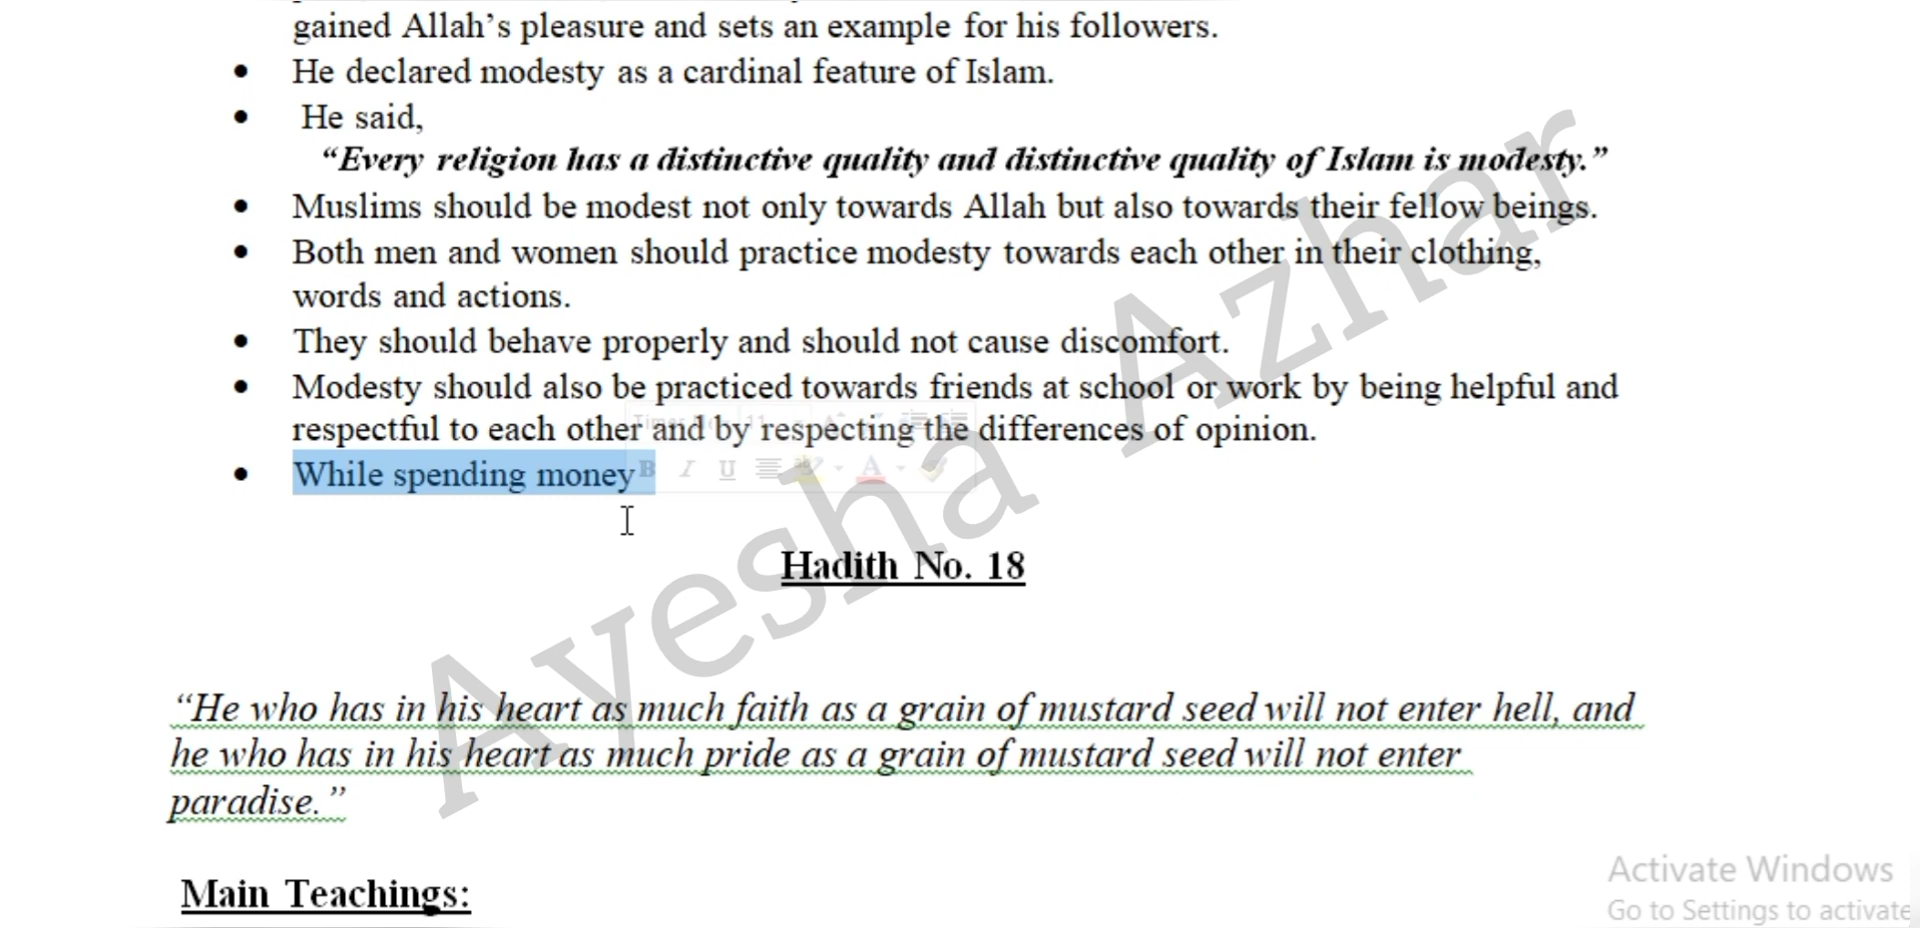 gained Allah’s pleasure and sets an example for his followers.
• He declared modesty as a cardinal feature of Islam.
• He said,
“Every religion has a distinctive quality and distinctive quality of Islam is modesty.”
• Muslims should be modest not only towards Allah but also towards their fellow beings.
• Both men and women should practice modesty towards each other in their clothing,
words and actions.
• They should behave properly and should not cause discomfort.
• Modesty should also be practiced towards friends at school or work by being helpful and
respectful to each other and by respecting the differences of opinion.
• While spending money
B I U A
Hadith No. 18
“He who has in his heart as much faith as a grain of mustard seed will not enter hell, and
he who has in his heart as much pride as a grain of mustard seed will not enter
paradise.”
Main Teachings:
Ayesha Azhar
Activate Windows
Go to Settings to activate